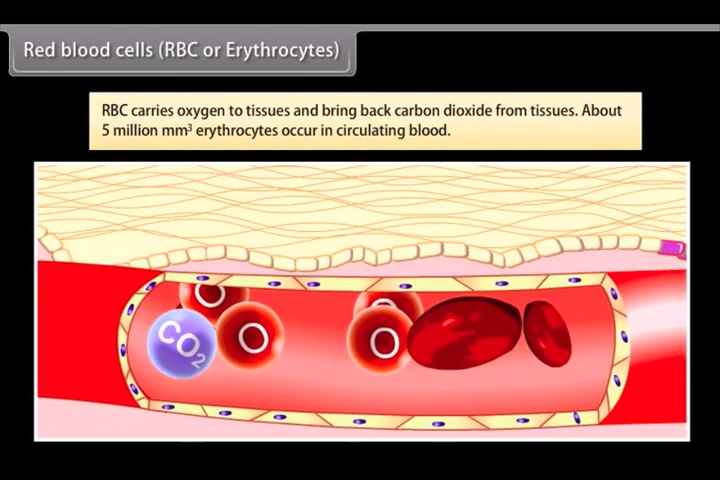 Red blood cells (RBC or Erythrocytes)
RBC carries oxygen to tissues and bring back carbon dioxide from tissues. About
5 million mm³ erythrocytes occur in circulating blood.
O
O
CO₂
O
O